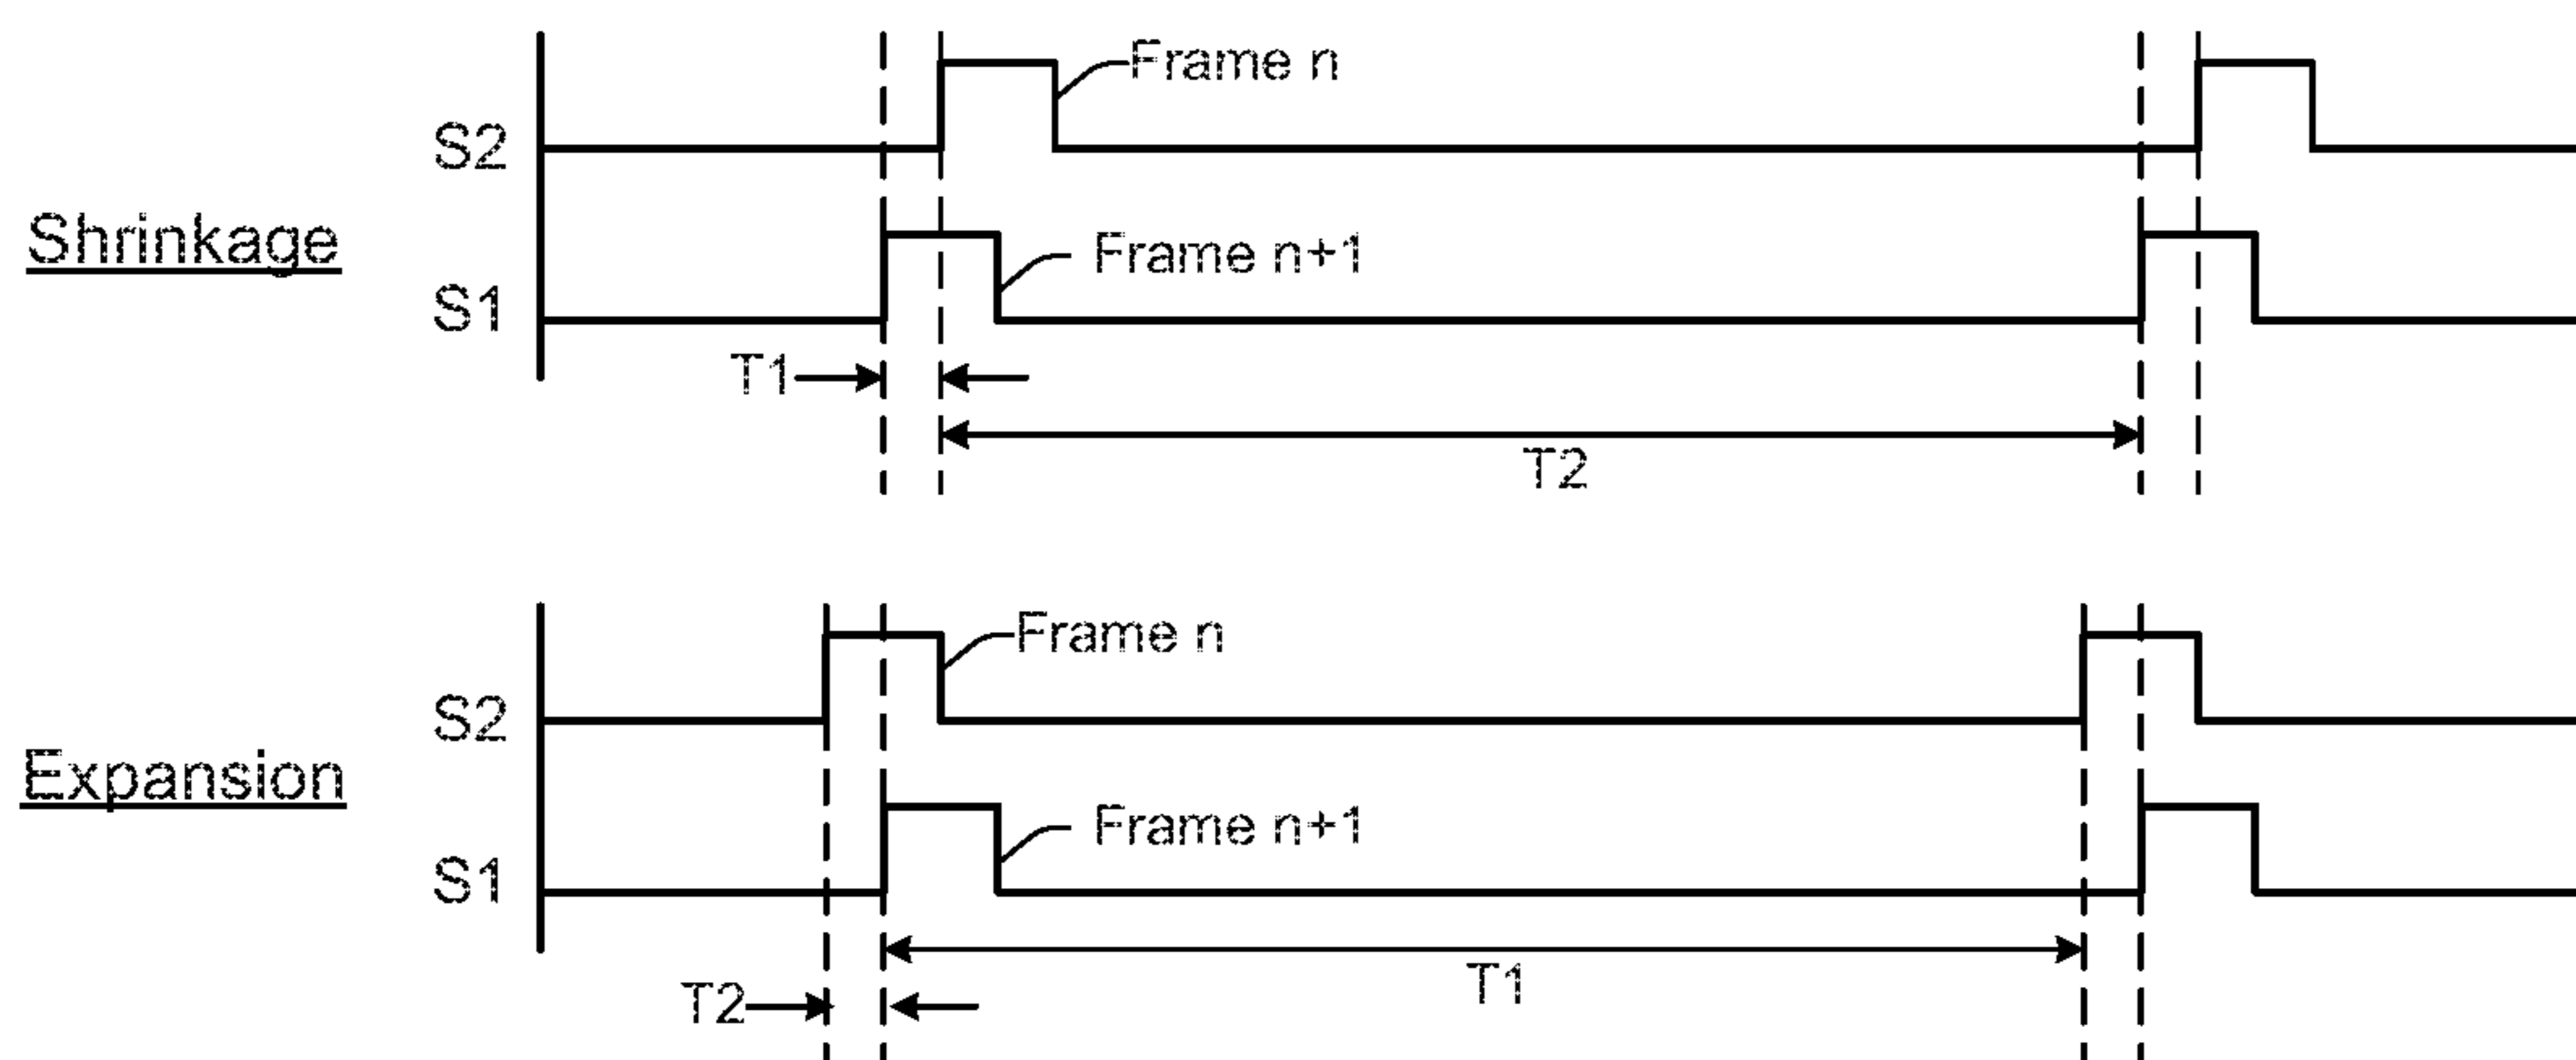 Frame n
S2
Shrinkage
Frame n+1
S1
T1
T2
Frame n
S2
Expansion
Frame n+1
S1
T1
T2